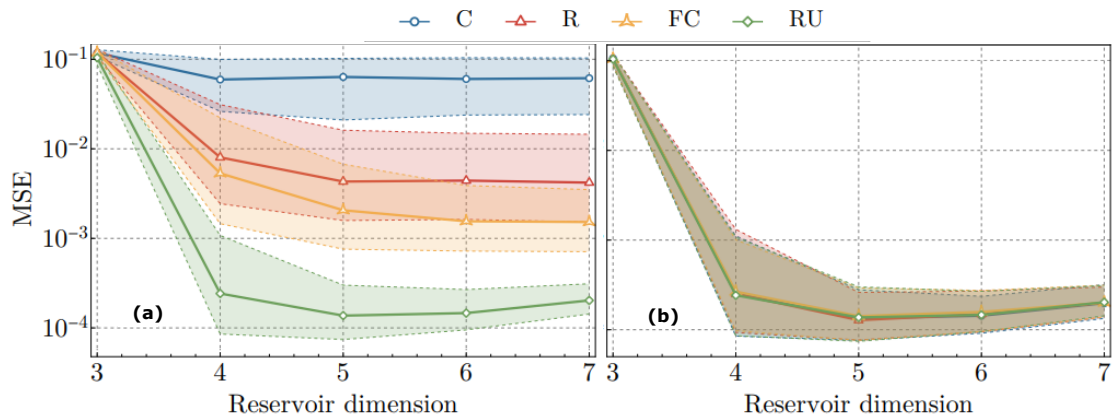 C R FC RU
10⁻¹
10⁻²
10⁻³
10⁻⁴
MSE
(a)
3 4 5 6 7
Reservoir dimension
(b)
3 4 5 6 7
Reservoir dimension